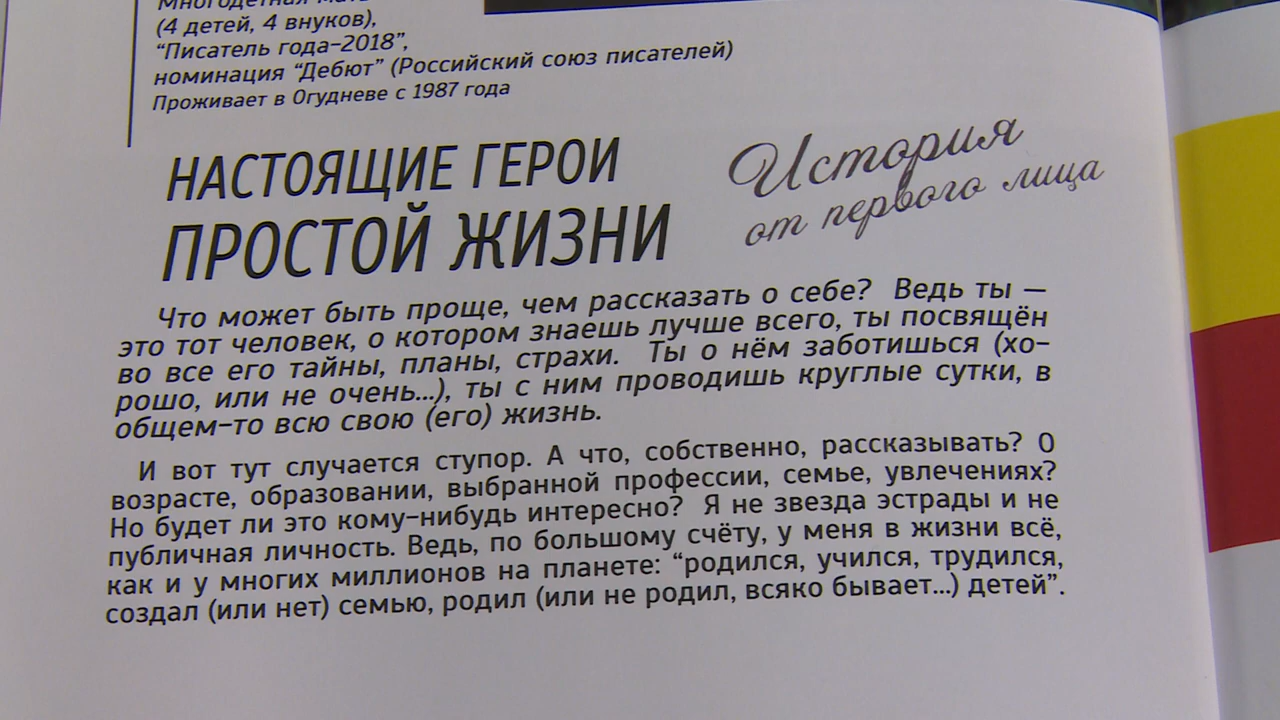 Многодетная мать
(4 детей, 4 внуков),
“Писатель года-2018”,
номинация “Дебют” (Российский союз писателей)
Проживает в Огудневе с 1987 года
НАСТОЯЩИЕ ГЕРОИ
ПРОСТОЙ ЖИЗНИ
История
от первого лица
Что может быть проще, чем рассказать о себе? Ведь ты —
это тот человек, о котором знаешь лучше всего, ты посвящён
во все его тайны, планы, страхи. Ты о нём заботишься (хо-
рошо, или не очень...), ты с ним проводишь круглые сутки, в
общем-то всю свою (его) жизнь.
И вот тут случается ступор. А что, собственно, рассказывать? О
возрасте, образовании, выбранной профессии, семье, увлечениях?
Но будет ли это кому-нибудь интересно? Я не звезда эстрады и не
публичная личность. Ведь, по большому счёту, у меня в жизни всё,
как и у многих миллионов на планете: “родился, учился, трудился,
создал (или нет) семью, родил (или не родил, всяко бывает...) детей”.